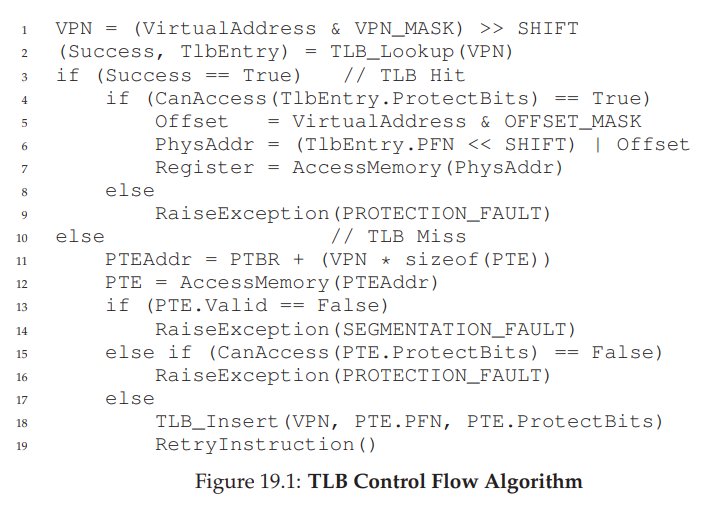 1 VPN = (VirtualAddress & VPN_MASK) >> SHIFT
2 (Success, TlbEntry) = TLB_Lookup(VPN)
3 if (Success == True) // TLB Hit
4 if (CanAccess(TlbEntry.ProtectBits) == True)
5 Offset = VirtualAddress & OFFSET_MASK
6 PhysAddr = (TlbEntry.PFN << SHIFT) | Offset
7 Register = AccessMemory(PhysAddr)
8 else
9 RaiseException(PROTECTION_FAULT)
10 else // TLB Miss
11 PTEAddr = PTBR + (VPN * sizeof(PTE))
12 PTE = AccessMemory(PTEAddr)
13 if (PTE.Valid == False)
14 RaiseException(SEGMENTATION_FAULT)
15 else if (CanAccess(PTE.ProtectBits) == False)
16 RaiseException(PROTECTION_FAULT)
17 else
18 TLB_Insert(VPN, PTE.PFN, PTE.ProtectBits)
19 RetryInstruction()
Figure 19.1: TLB Control Flow Algorithm